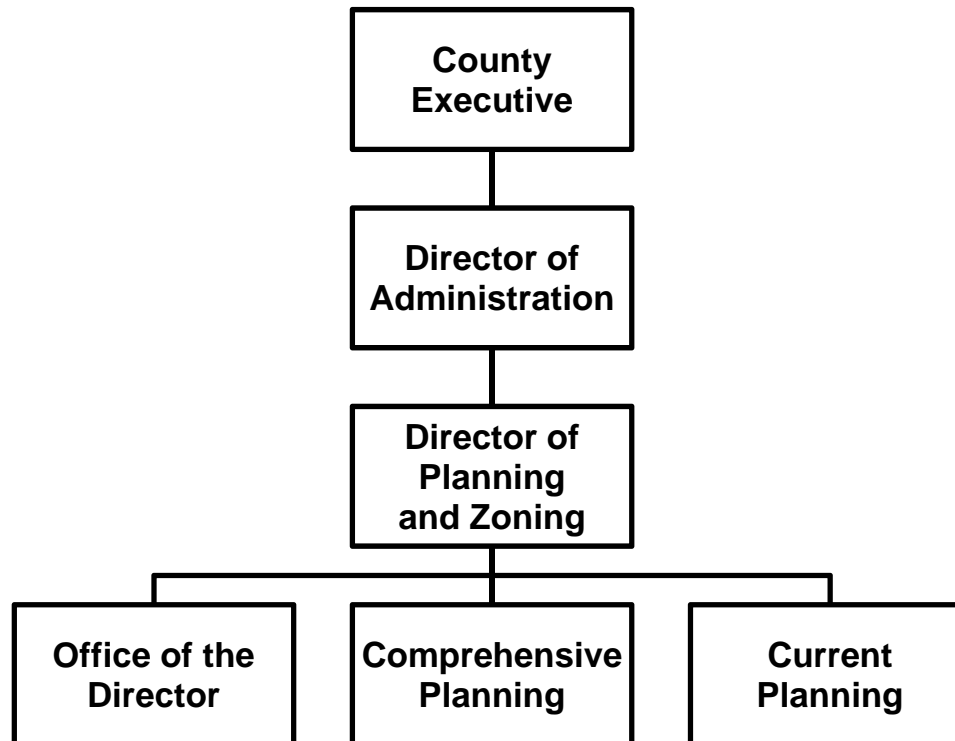 County
Executive
Director of
Administration
Director of
Planning
and Zoning
Office of the
Director
Comprehensive
Planning
Current
Planning